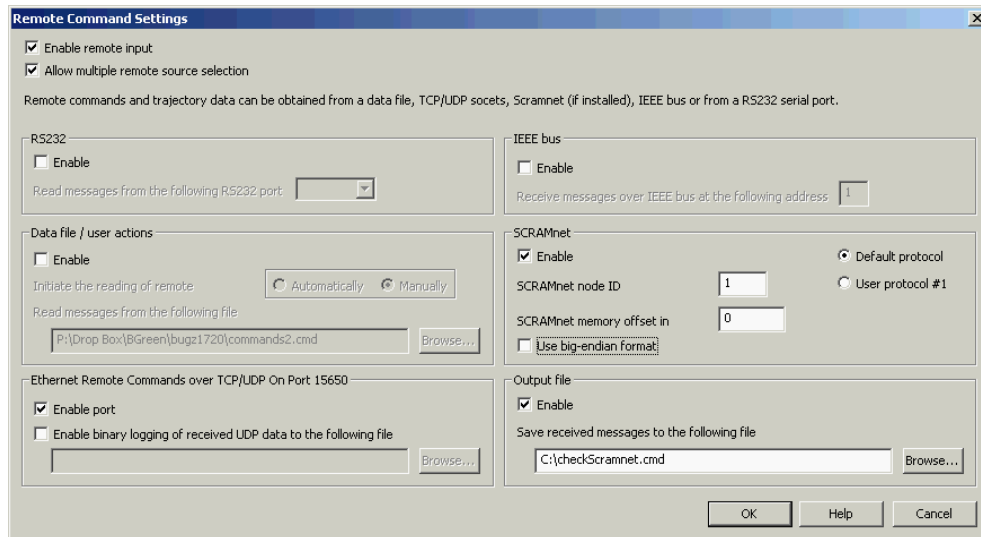 Remote Command Settings
Enable remote input
Allow multiple remote source selection
Remote commands and trajectory data can be obtained from a data file, TCP/UDP socets, Scramnet (if installed), IEEE bus or from a RS232 serial port.
RS232
Enable
Read messages from the following RS232 port
IEEE bus
Enable
Receive messages over IEEE bus at the following address 1
Data file / user actions
Enable
Initiate the reading of remote Automatically Manually
Read messages from the following file
P:\Drop Box\BGreen\bugz1720\commands2.cmd Browse...
SCRAMnet
Enable Default protocol
SCRAMnet node ID 1 User protocol #1
SCRAMnet memory offset in 0
Use big-endian format
Ethernet Remote Commands over TCP/UDP On Port 15650
Enable port
Enable binary logging of received UDP data to the following file
Browse...
Output file
Enable
Save received messages to the following file
C:\checkScramnet.cmd Browse...
OK Help Cancel